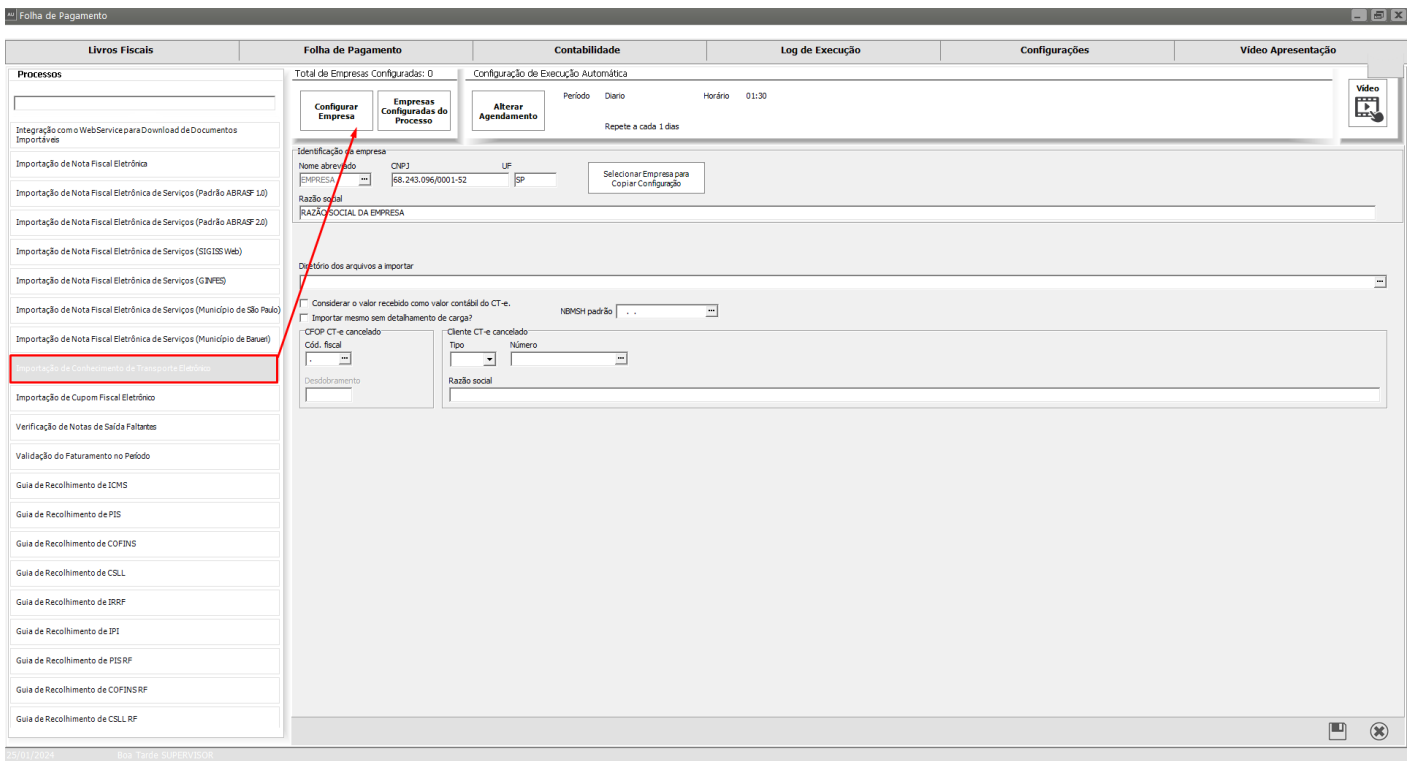 Folha de Pagamento
Livros Fiscais
Folha de Pagamento
Contabilidade
Log de Execução
Configurações
Vídeo Apresentação
Processos
Total de Empresas Configuradas: 0
Configuração de Execução Automática
Configurar
Empresa
Empresas
Configuradas do
Processo
Alterar
Agendamento
Período Diario Horário 01:30
Repete a cada 1 dias
Vídeo
Integração com o WebService para Download de Documentos
Importáveis
Importação de Nota Fiscal Eletrônica
Importação de Nota Fiscal Eletrônica de Serviços (Padrão ABRASF 1.0)
Importação de Nota Fiscal Eletrônica de Serviços (Padrão ABRASF 2.0)
Importação de Nota Fiscal Eletrônica de Serviços (SIGISS Web)
Importação de Nota Fiscal Eletrônica de Serviços (GINFES)
Importação de Nota Fiscal Eletrônica de Serviços (Município de São Paulo)
Importação de Nota Fiscal Eletrônica de Serviços (Município de Barueri)
Importação de Conhecimento de Transporte Eletrônico
Importação de Cupom Fiscal Eletrônico
Verificação de Notas de Saída Faltantes
Validação do Faturamento no Período
Guia de Recolhimento de ICMS
Guia de Recolhimento de PIS
Guia de Recolhimento de COFINS
Guia de Recolhimento de CSLL
Guia de Recolhimento de IRRF
Guia de Recolhimento de IPI
Guia de Recolhimento de PIS RF
Guia de Recolhimento de COFINS RF
Guia de Recolhimento de CSLL RF
Identificação da empresa
Nome abreviado CNPJ UF
EMPRESA ... 68.243.096/0001-52 SP
Selecionar Empresa para
Copiar Configuração
Razão social
RAZÃO SOCIAL DA EMPRESA
Diretório dos arquivos a importar
...
Considerar o valor recebido como valor contábil do CT-e.
Importar mesmo sem detalhamento de carga?
NBMSH padrão . . ...
CFOP CT-e cancelado
Cód. fiscal
. ...
Desdobramento
Cliente CT-e cancelado
Tipo Número
...
Razão social
25/01/2024 Boa Tarde SUPERVISOR